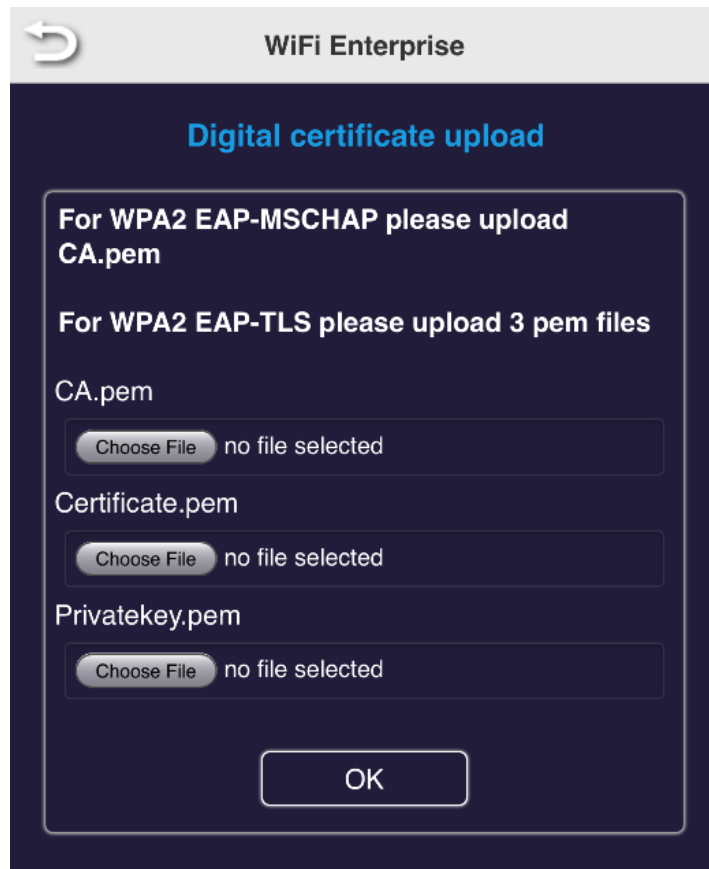 WiFi Enterprise
Digital certificate upload
For WPA2 EAP-MSCHAP please upload
CA.pem
For WPA2 EAP-TLS please upload 3 pem files
CA.pem
Choose File no file selected
Certificate.pem
Choose File no file selected
Privatekey.pem
Choose File no file selected
OK